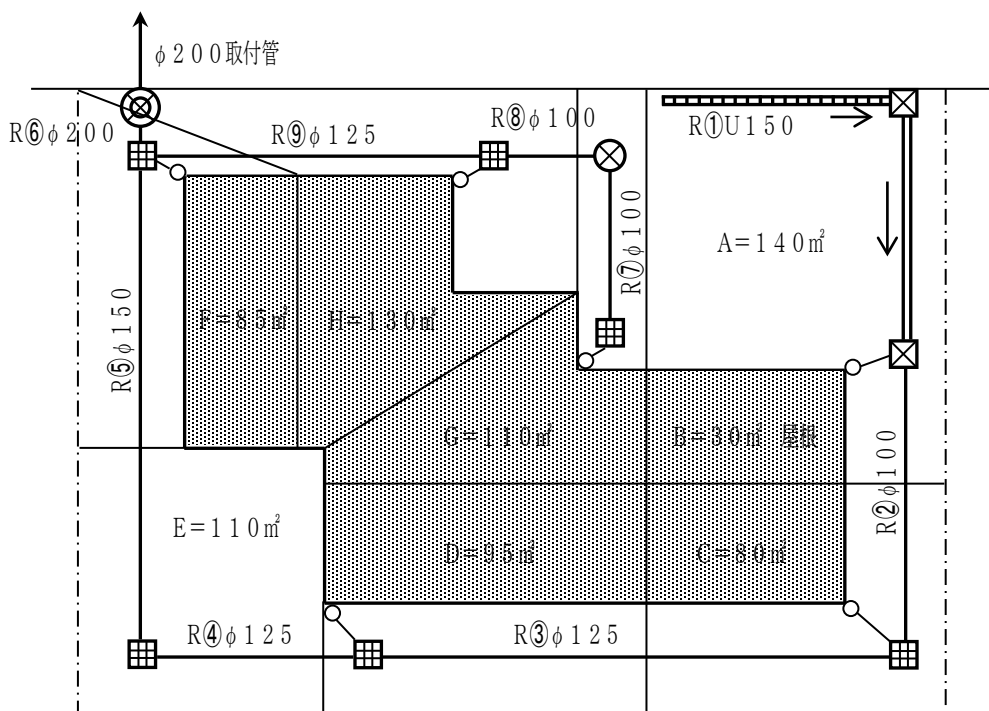 φ200取付管
R⑥φ200
R⑨φ125
R⑧φ100
R①U150
R⑦φ100
A=140㎡
R⑤φ150
F=85㎡
H=130㎡
G=110㎡
B=30㎡ 屋根
R②φ100
E=110㎡
D=95㎡
C=80㎡
R④φ125
R③φ125